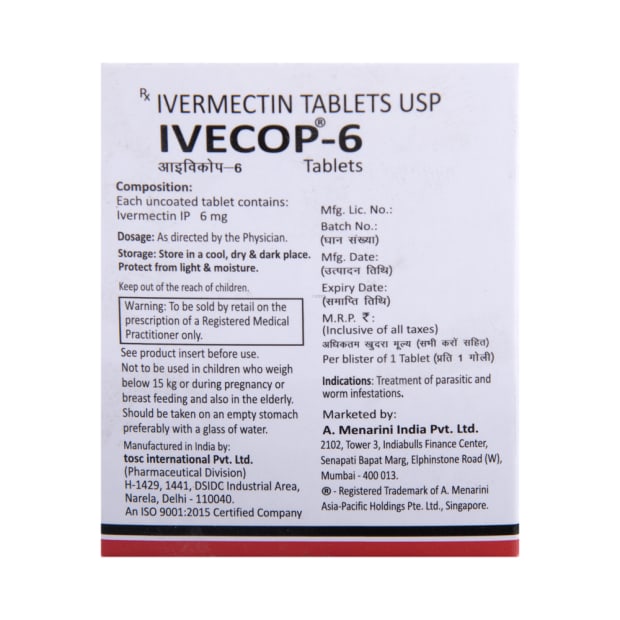 Rx IVERMECTIN TABLETS USP
IVECOP®-6
आइविकोप–6 Tablets
Composition:
Each uncoated tablet contains:
Ivermectin IP 6 mg
Dosage: As directed by the Physician.
Storage: Store in a cool, dry & dark place.
Protect from light & moisture.
Keep out of the reach of children.
Warning: To be sold by retail on the
prescription of a Registered Medical
Practitioner only.
See product insert before use.
Not to be used in children who weigh
below 15 kg or during pregnancy or
breast feeding and also in the elderly.
Should be taken on an empty stomach
preferably with a glass of water.
Manufactured in India by:
tosc international Pvt. Ltd.
(Pharmaceutical Division)
H-1429, 1441, DSIDC Industrial Area,
Narela, Delhi - 110040.
An ISO 9001:2015 Certified Company
Mfg. Lic. No.:
Batch No.:
(घान संख्या)
Mfg. Date:
(उत्पादन तिथि)
Expiry Date:
(समाप्ति तिथि)
M.R.P. ₹:
(Inclusive of all taxes)
अधिकतम खुदरा मूल्य (सभी करों सहित)
Per blister of 1 Tablet (प्रति 1 गोली)
Indications: Treatment of parasitic and
worm infestations.
Marketed by:
A. Menarini India Pvt. Ltd.
2102, Tower 3, Indiabulls Finance Center,
Senapati Bapat Marg, Elphinstone Road (W),
Mumbai - 400 013.
® - Registered Trademark of A. Menarini
Asia-Pacific Holdings Pte. Ltd., Singapore.